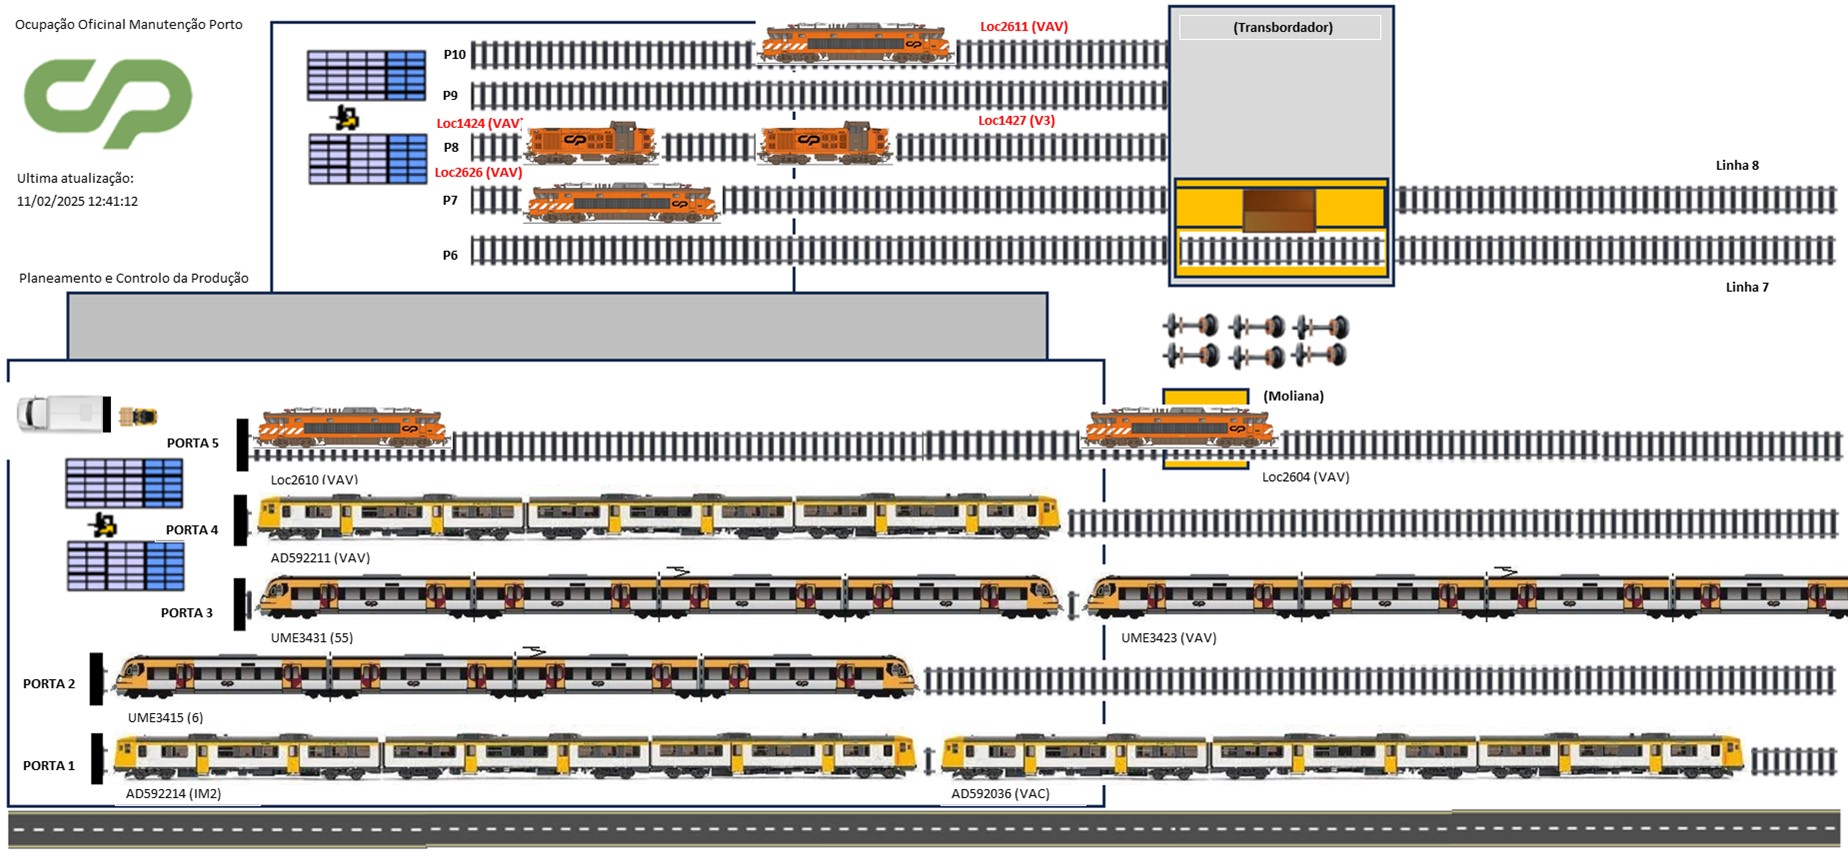 Ocupação Oficinal Manutenção Porto
Ultima atualização:
11/02/2025 12:41:12
Planeamento e Controlo da Produção
P10
Loc2611 (VAV)
(Transbordador)
P9
Loc1424 (VAV)
Loc1427 (V3)
P8
Loc2626 (VAV)
P7
Linha 8
P6
Linha 7
(Moliana)
PORTA 5
Loc2610 (VAV)
Loc2604 (VAV)
PORTA 4
AD592211 (VAV)
PORTA 3
UME3431 (55)
UME3423 (VAV)
PORTA 2
UME3415 (6)
PORTA 1
AD592214 (IM2)
AD592036 (VAC)